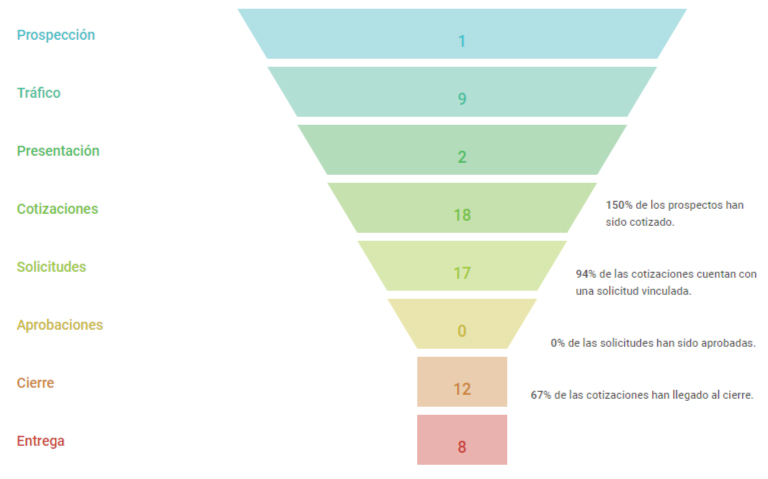 Prospección
1
Tráfico
9
Presentación
2
Cotizaciones
18
150% de los prospectos han
sido cotizado.
Solicitudes
17
94% de las cotizaciones cuentan con
una solicitud vinculada.
Aprobaciones
0
0% de las solicitudes han sido aprobadas.
Cierre
12
67% de las cotizaciones han llegado al cierre.
Entrega
8